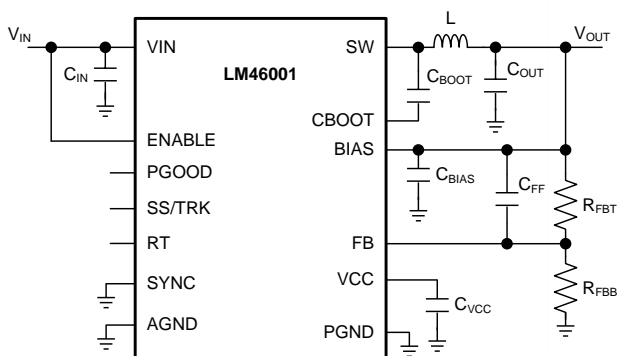 VIN
VIN
SW
L
VOUT
CIN
LM46001
CBOOT
COUT
CBOOT
ENABLE
BIAS
PGOOD
CBIAS
CFF
RFBT
SS/TRK
RT
FB
SYNC
VCC
RFBB
CVCC
AGND
PGND